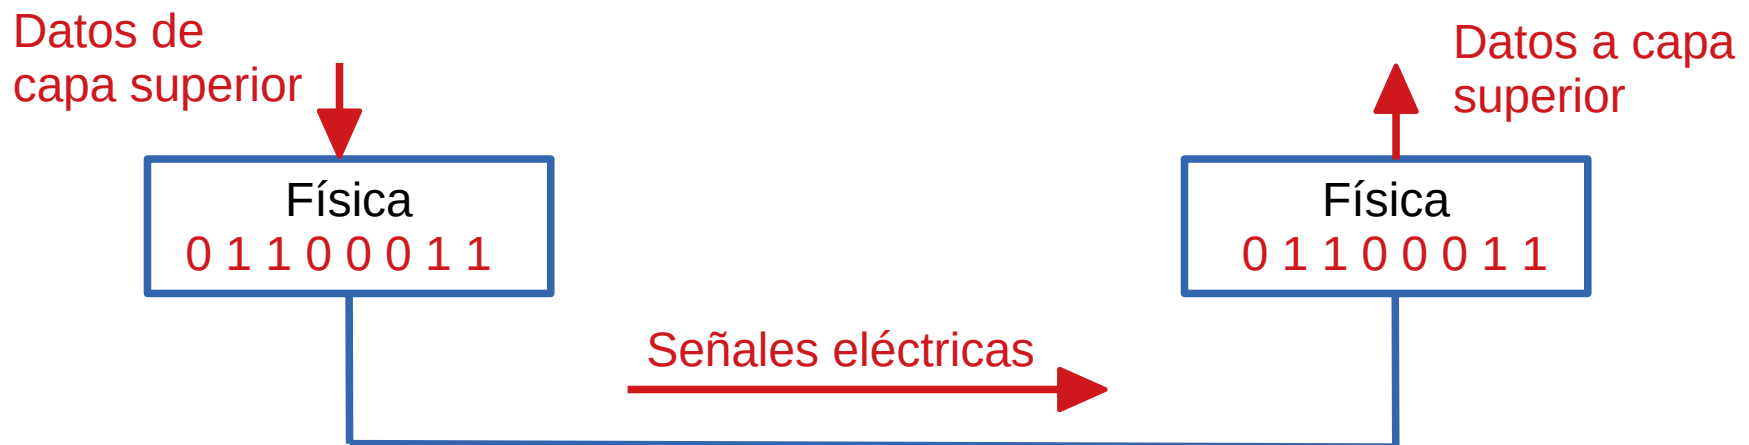 Datos de
capa superior
Datos a capa
superior
Física
0 1 1 0 0 0 1 1
Física
0 1 1 0 0 0 1 1
Señales eléctricas